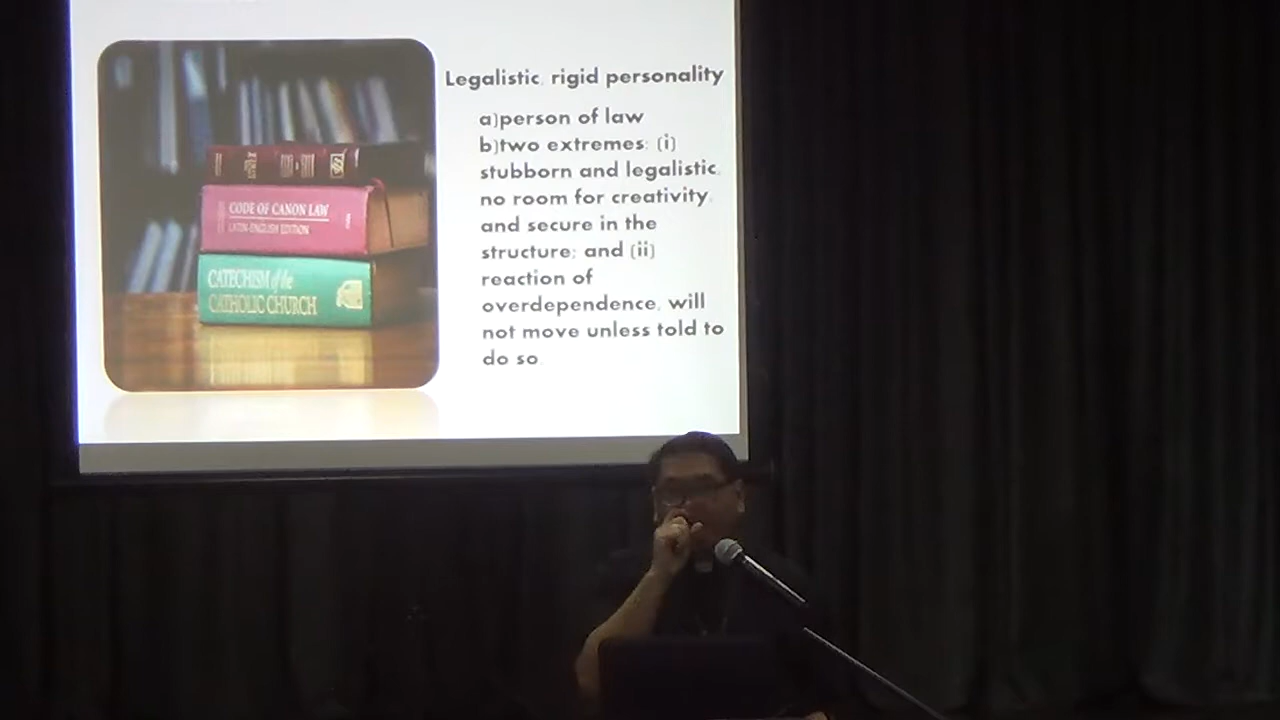 Legalistic, rigid personality
a)person of law
b)two extremes: (i)
stubborn and legalistic,
no room for creativity,
and secure in the
structure; and (ii)
reaction of
overdependence, will
not move unless told to
do so.
CODE OF CANON LAW
LATIN-ENGLISH EDITION
CATECHISM of the
CATHOLIC CHURCH